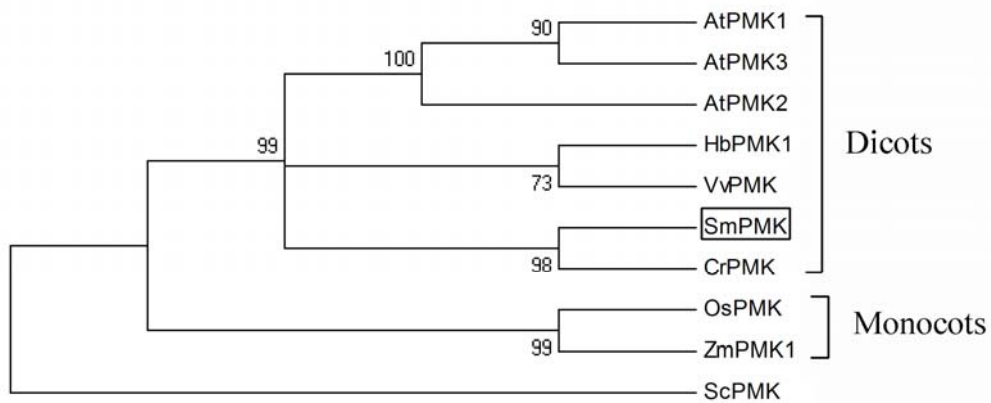 90
AtPMK1
100
AtPMK3
AtPMK2
99
HbPMK1
Dicots
73
VvPMK
SmPMK
98
CrPMK
OsPMK
Monocots
99
ZmPMK1
ScPMK